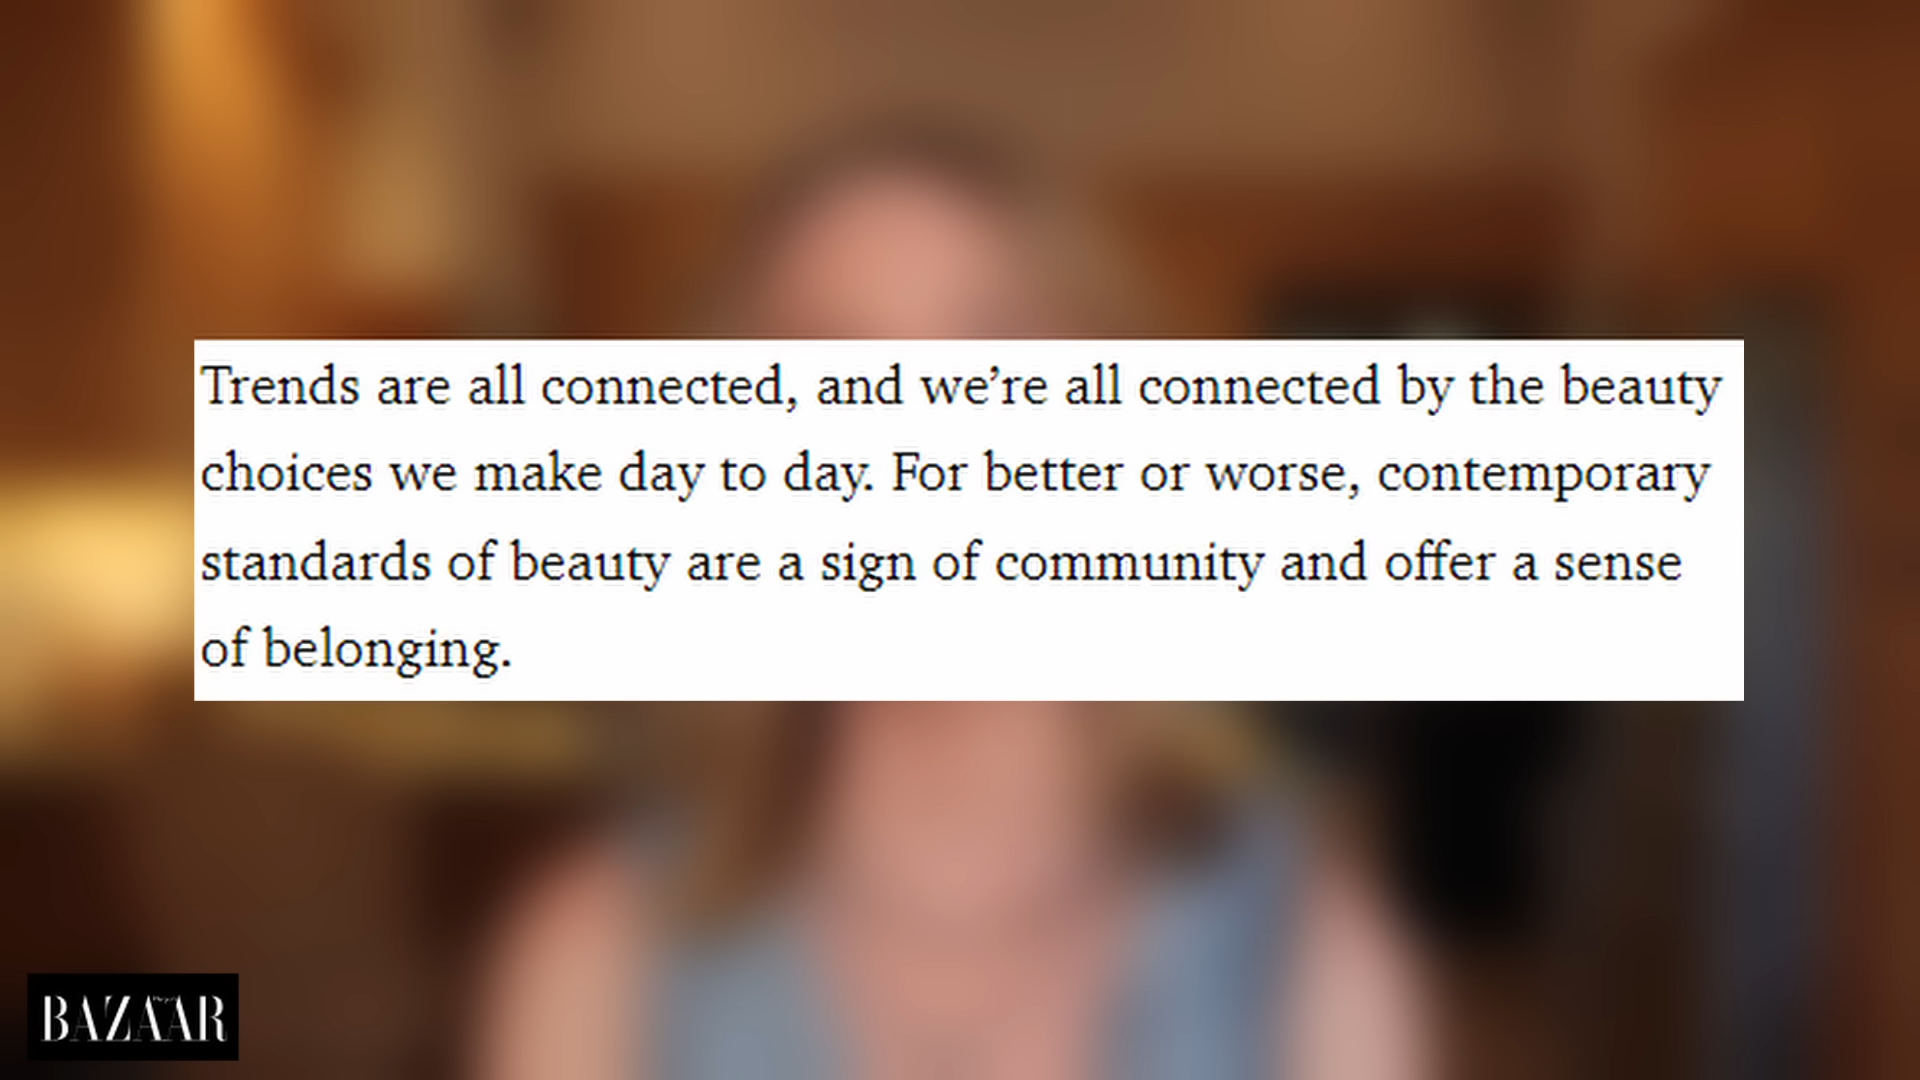 Trends are all connected, and we’re all connected by the beauty
choices we make day to day. For better or worse, contemporary
standards of beauty are a sign of community and offer a sense
of belonging.
BAZAAR